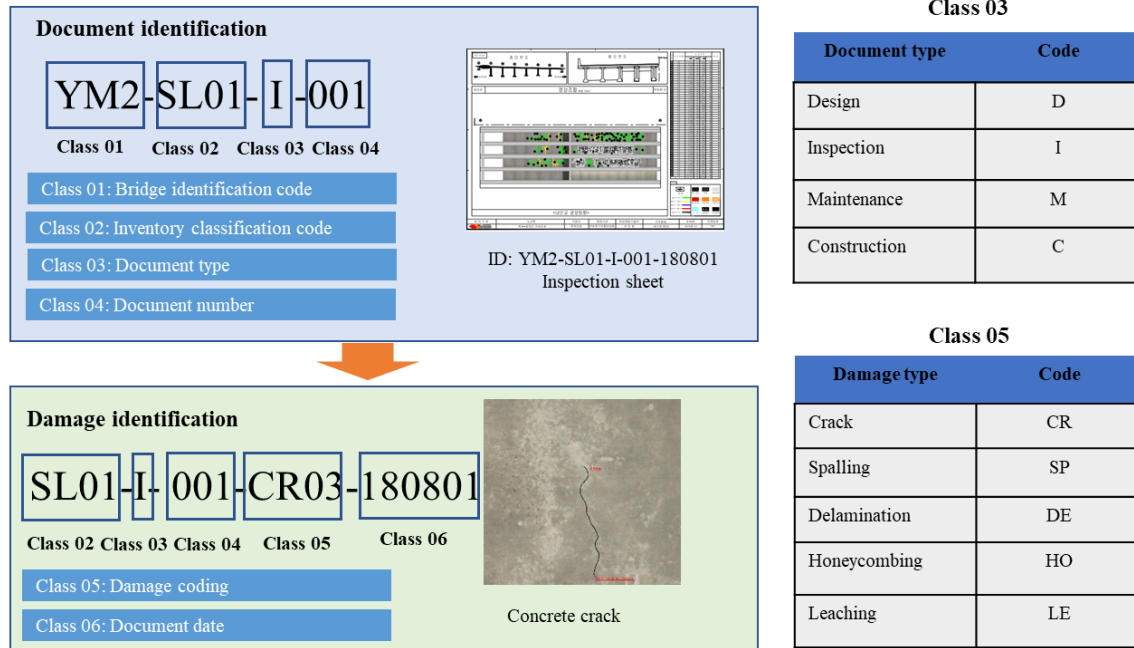 Document identification
YM2-SL01-I-001
Class 01 Class 02 Class 03 Class 04
Class 01: Bridge identification code
Class 02: Inventory classification code
Class 03: Document type
Class 04: Document number
ID: YM2-SL01-I-001-180801
Inspection sheet
Damage identification
SL01-I-001-CR03-180801
Class 02 Class 03 Class 04 Class 05 Class 06
Class 05: Damage coding
Class 06: Document date
Concrete crack
Class 03
Document type Code
Design D
Inspection I
Maintenance M
Construction C
Class 05
Damage type Code
Crack CR
Spalling SP
Delamination DE
Honeycombing HO
Leaching LE